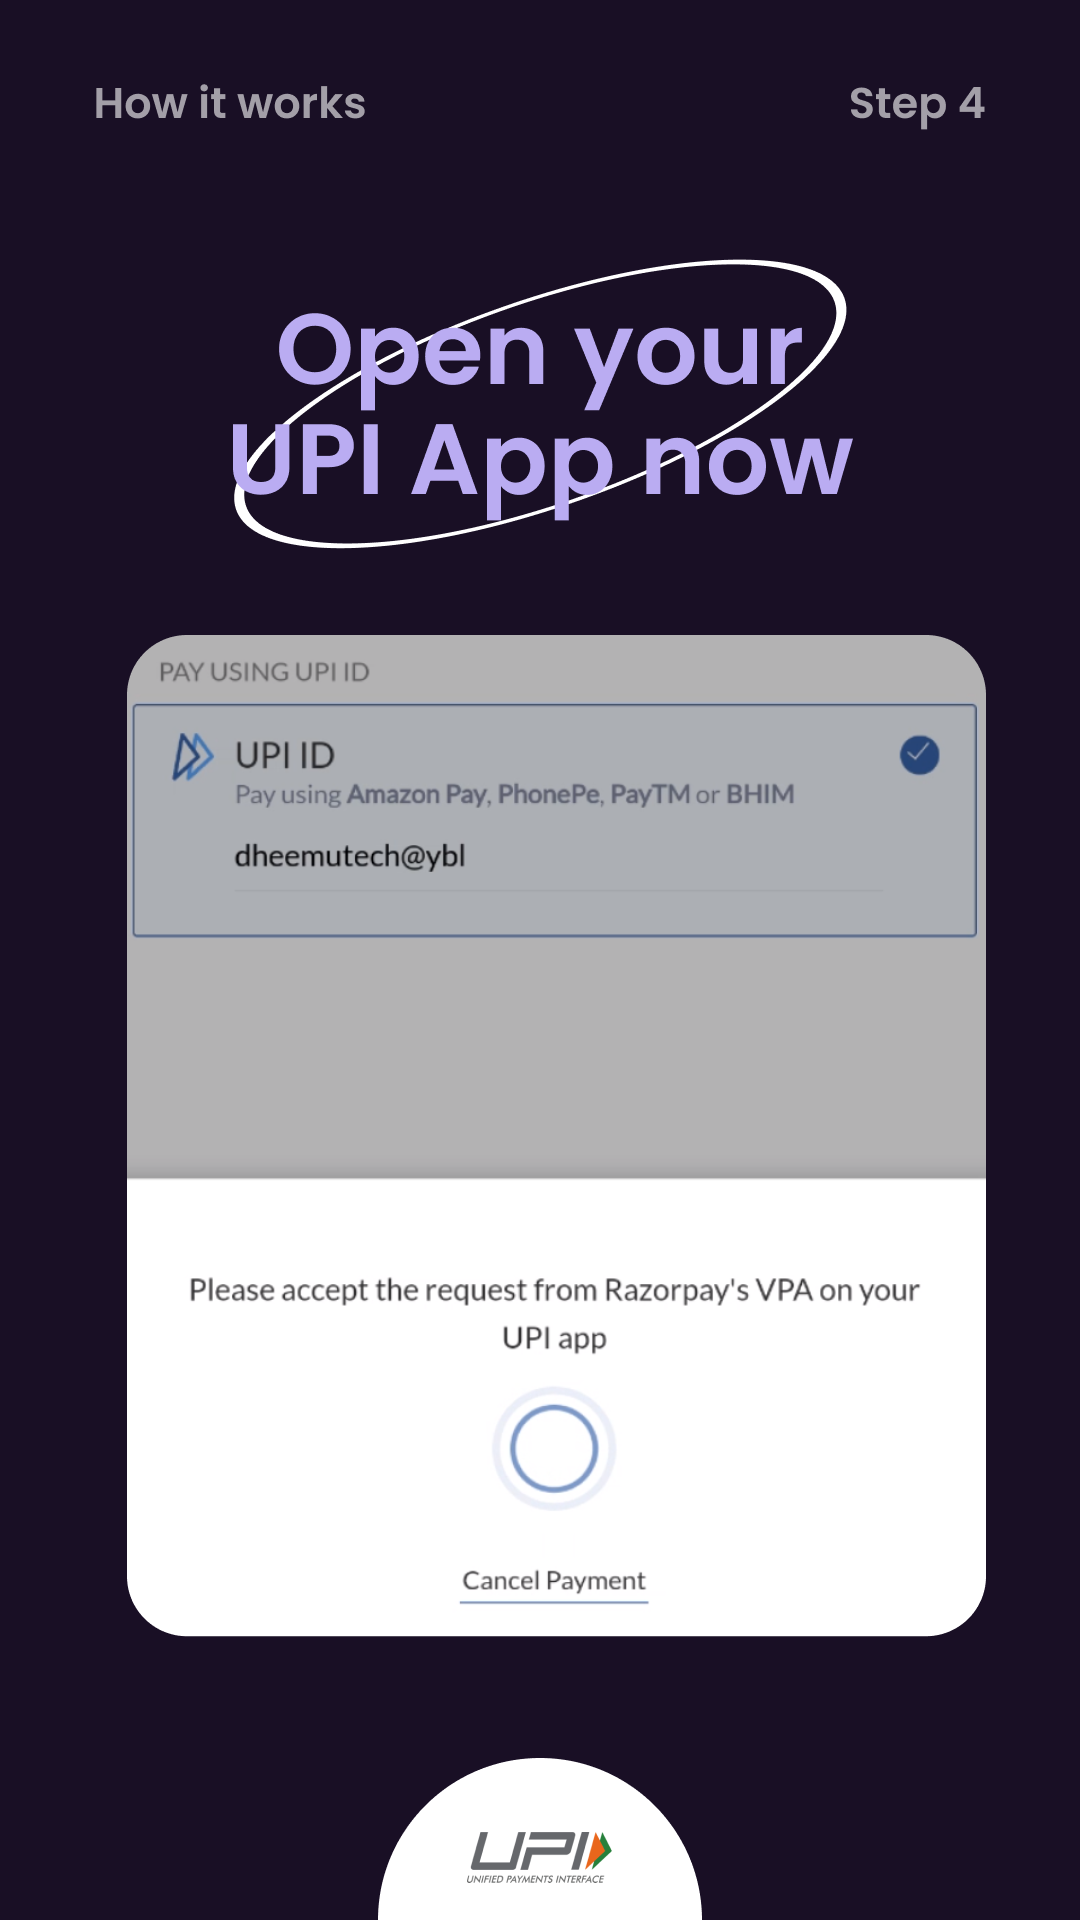 How it works
Step 4
Open your
UPI App now
PAY USING UPI ID
UPI ID
Pay using Amazon Pay, PhonePe, PayTM or BHIM
dheemutech@ybl
Please accept the request from Razorpay's VPA on your
UPI app
Cancel Payment
UPI
UNIFIED PAYMENTS INTERFACE